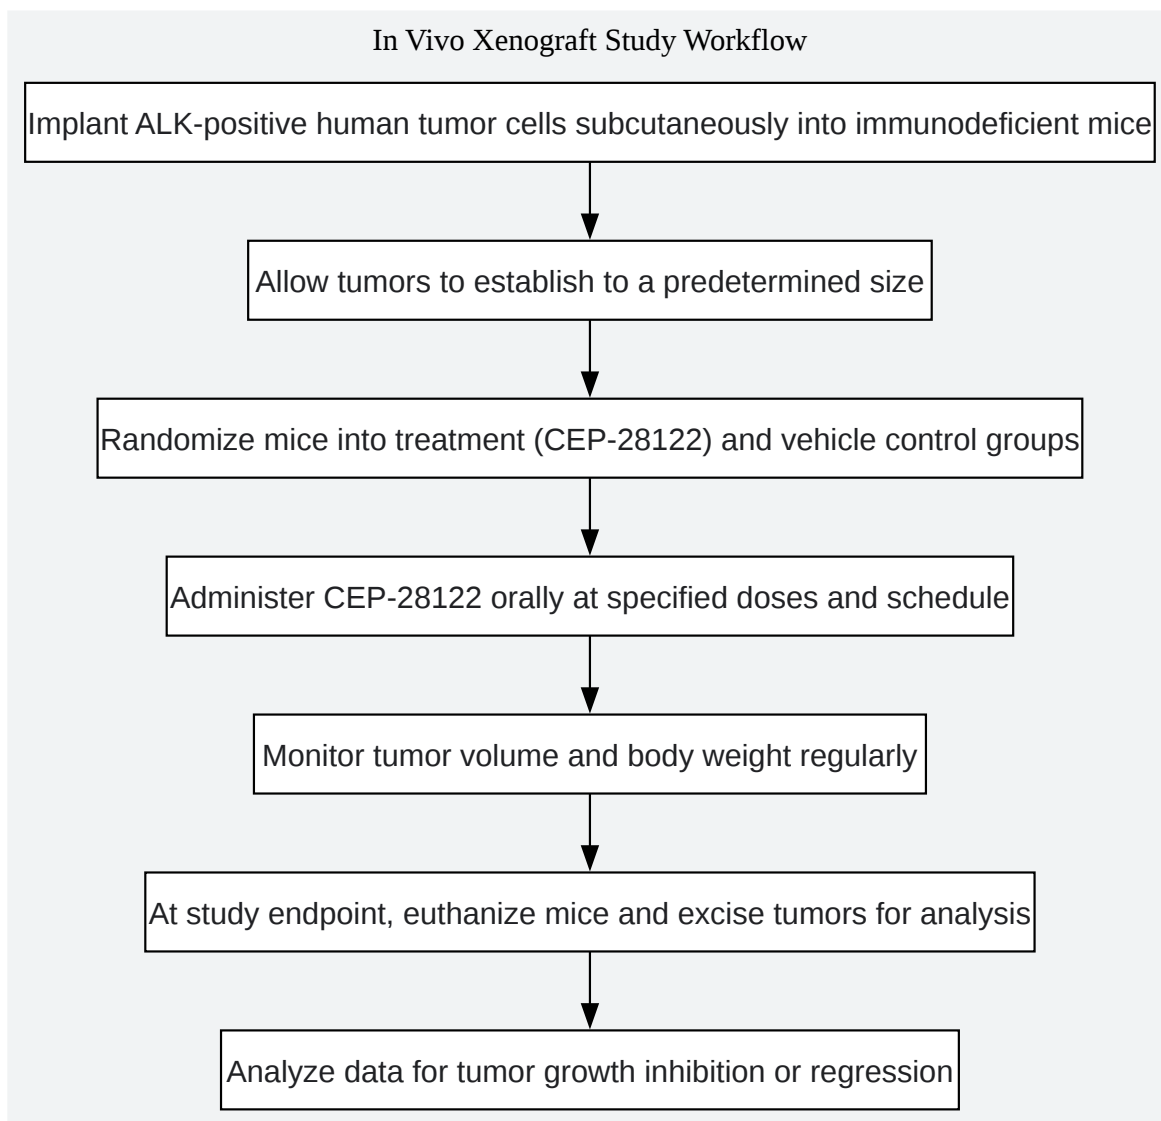 In Vivo Xenograft Study Workflow
Implant ALK-positive human tumor cells subcutaneously into immunodeficient mice
Allow tumors to establish to a predetermined size
Randomize mice into treatment (CEP-28122) and vehicle control groups
Administer CEP-28122 orally at specified doses and schedule
Monitor tumor volume and body weight regularly
At study endpoint, euthanize mice and excise tumors for analysis
Analyze data for tumor growth inhibition or regression